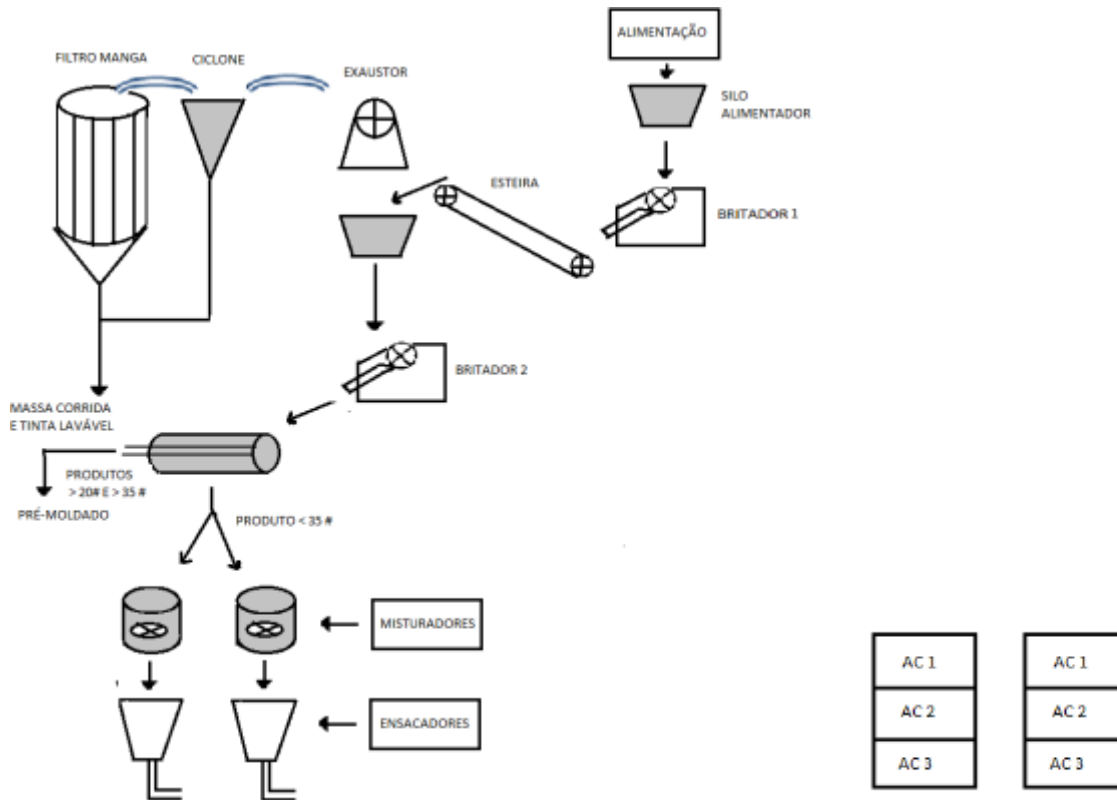 ALIMENTAÇÃO
FILTRO MANGA
CICLONE
EXAUSTOR
SILO
ALIMENTADOR
ESTEIRA
BRITADOR 1
BRITADOR 2
MASSA CORRIDA
E TINTA LAVÁVEL
PRODUTOS
> 20# E > 35 #
PRÉ-MOLDADO
PRODUTO < 35 #
MISTURADORES
ENSACADORES
AC 1
AC 2
AC 3
AC 1
AC 2
AC 3